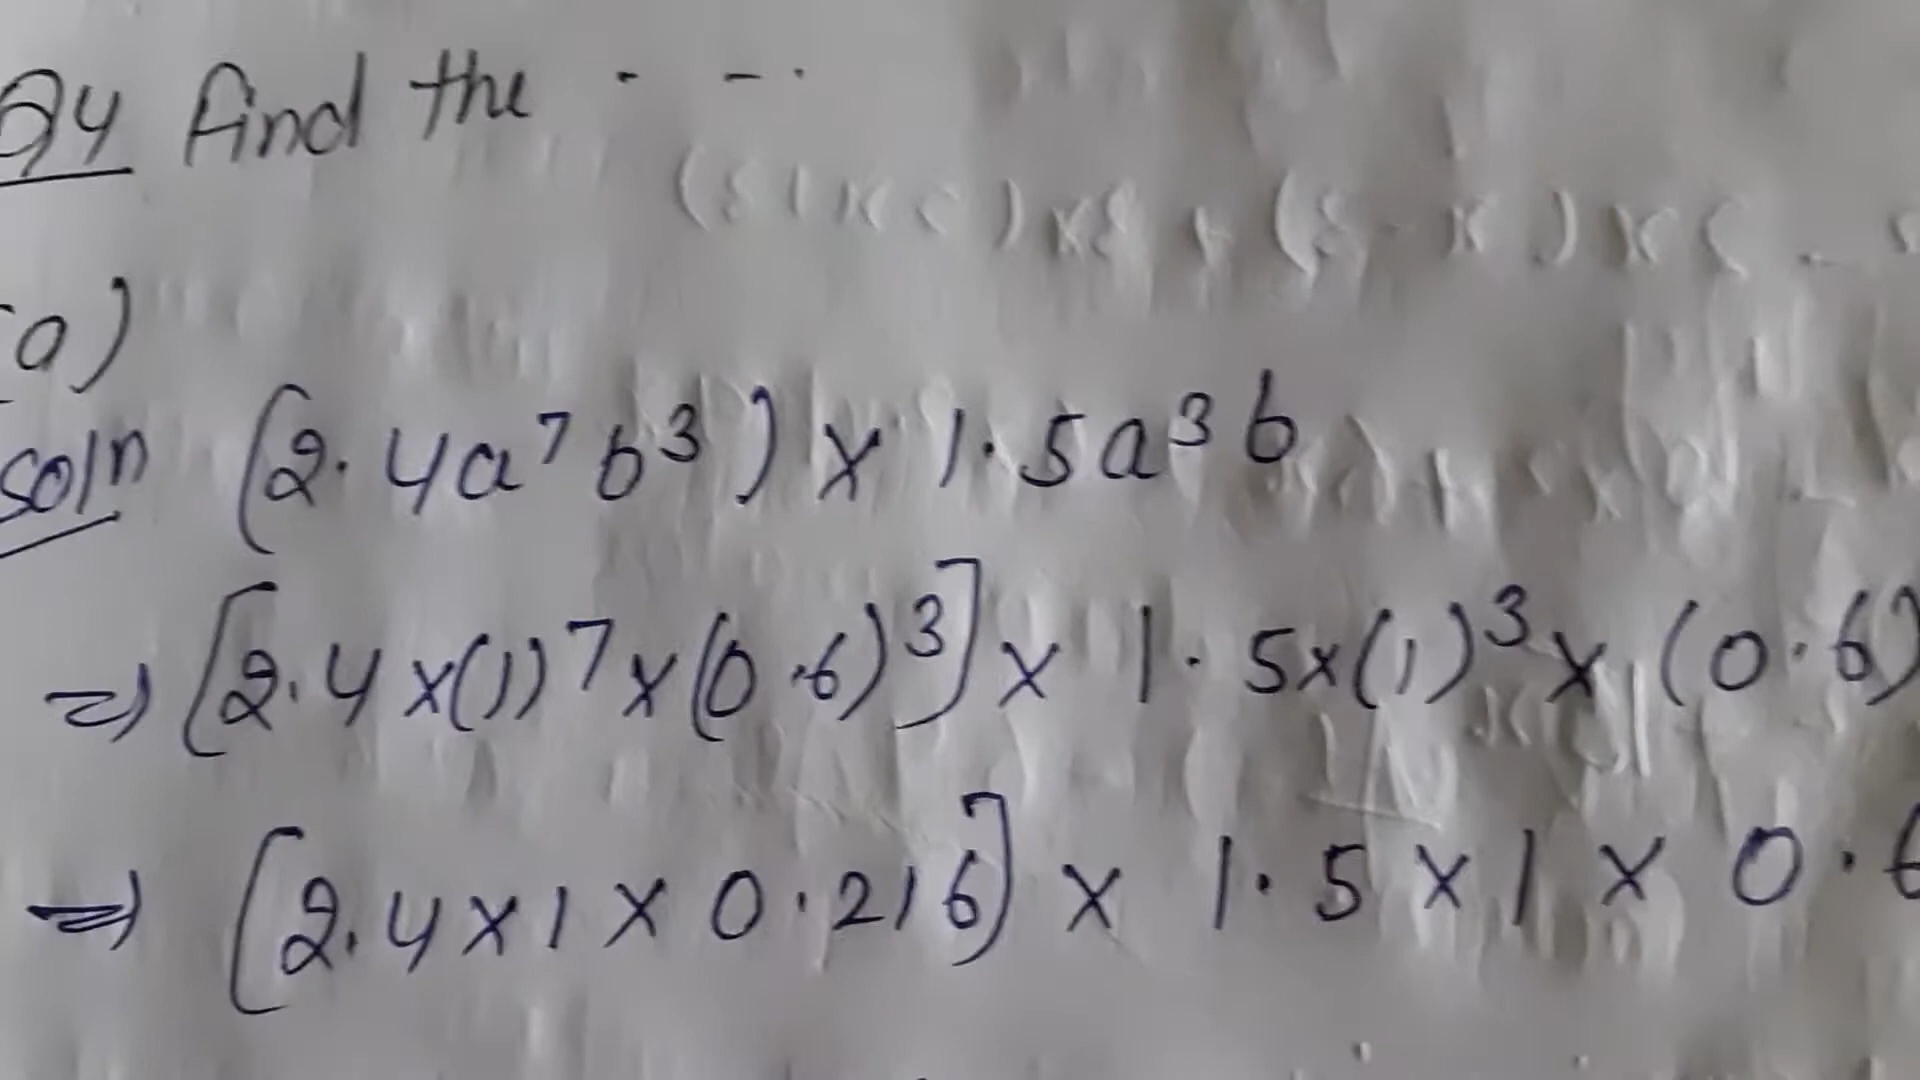 Q4 find the . - .
(a)
Soln (2.4a⁷b³) × 1.5a³b
⇒ [2.4×(1)⁷×(0.6)³] × 1.5×(1)³×(0.6)
⇒ [2.4×1×0.216] × 1.5×1×0.6